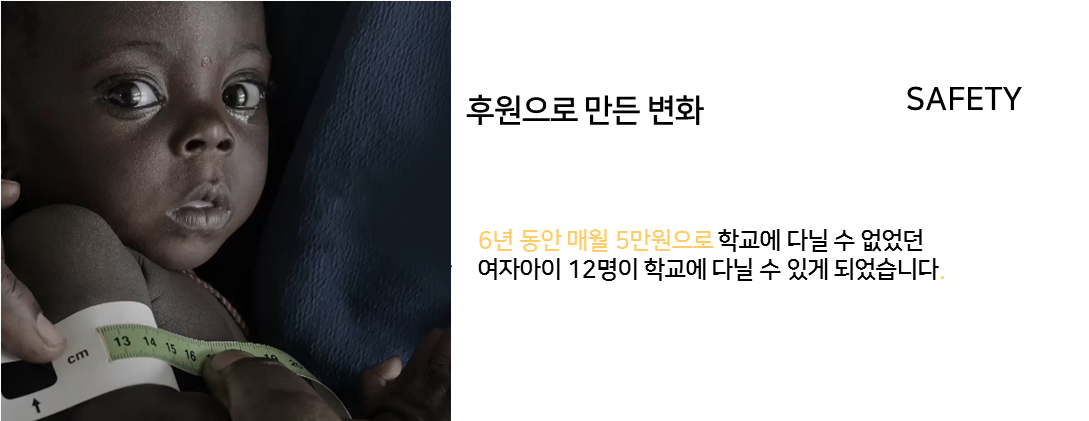 후원으로 만든 변화
SAFETY
6년 동안 매월 5만원으로 학교에 다닐 수 없었던
여자아이 12명이 학교에 다닐 수 있게 되었습니다.
cm
13 14 15 16